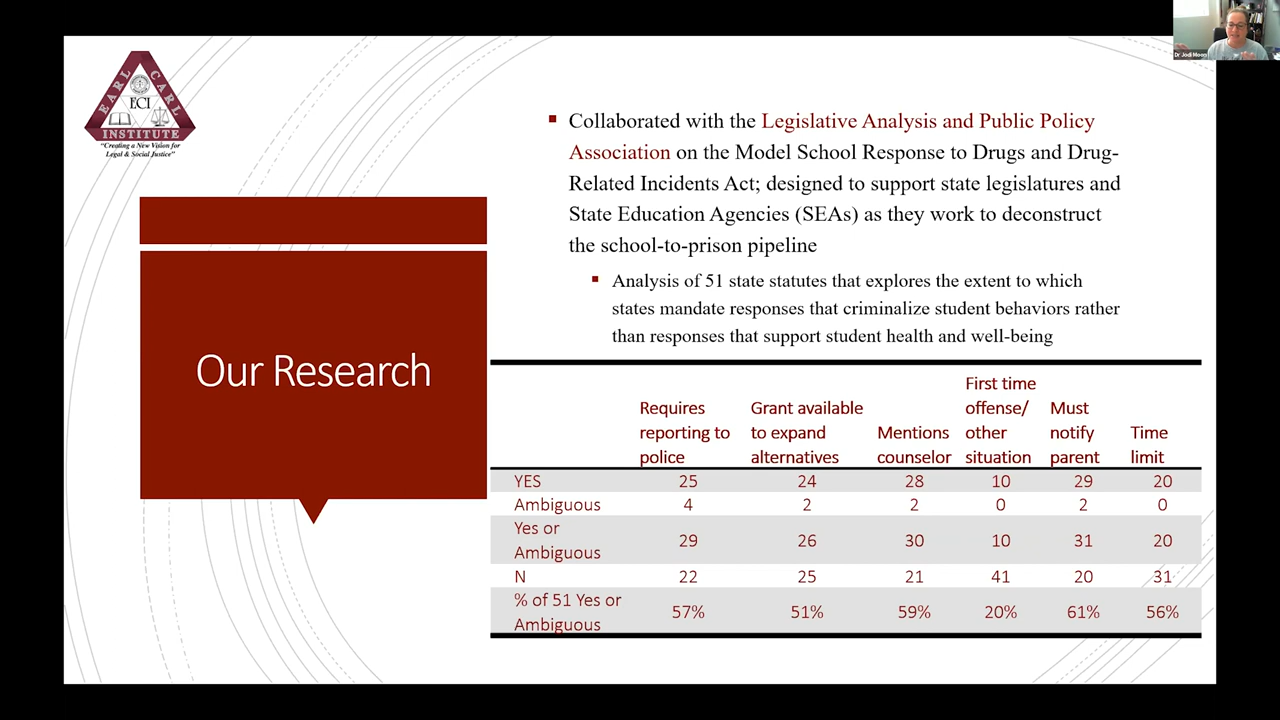 EARL CARL
ECI
INSTITUTE
"Creating a New Vision for
Legal & Social Justice"
Our Research
Collaborated with the Legislative Analysis and Public Policy
Association on the Model School Response to Drugs and Drug-
Related Incidents Act; designed to support state legislatures and
State Education Agencies (SEAs) as they work to deconstruct
the school-to-prison pipeline
Analysis of 51 state statutes that explores the extent to which
states mandate responses that criminalize student behaviors rather
than responses that support student health and well-being
Requires reporting to police Grant available to expand alternatives Mentions counselor First time offense/ other situation Must notify parent Time limit
YES 25 24 28 10 29 20
Ambiguous 4 2 2 0 2 0
Yes or Ambiguous 29 26 30 10 31 20
N 22 25 21 41 20 31
% of 51 Yes or Ambiguous 57% 51% 59% 20% 61% 56%
Dr Jodi